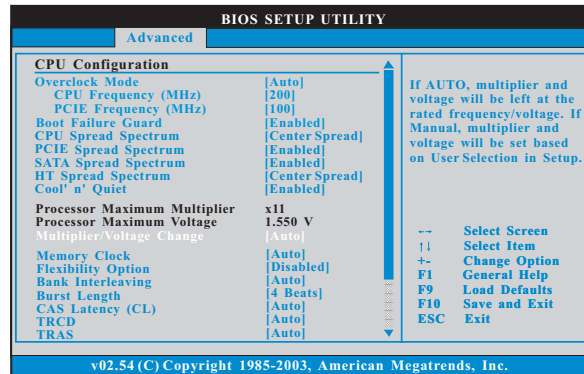 BIOS SETUP UTILITY
Advanced
CPU Configuration
Overclock Mode [Auto]
CPU Frequency (MHz) [200]
PCIE Frequency (MHz) [100]
Boot Failure Guard [Enabled]
CPU Spread Spectrum [Center Spread]
PCIE Spread Spectrum [Enabled]
SATA Spread Spectrum [Enabled]
HT Spread Spectrum [Center Spread]
Cool' n' Quiet [Enabled]
Processor Maximum Multiplier x11
Processor Maximum Voltage 1.550 V
Multiplier/Voltage Change [Auto]
Memory Clock [Auto]
Flexibility Option [Disabled]
Bank Interleaving [Auto]
Burst Length [4 Beats]
CAS Latency (CL) [Auto]
TRCD [Auto]
TRAS [Auto]
If AUTO, multiplier and
voltage will be left at the
rated frequency/voltage. If
Manual, multiplier and
voltage will be set based
on User Selection in Setup.
←→ Select Screen
↑↓ Select Item
+- Change Option
F1 General Help
F9 Load Defaults
F10 Save and Exit
ESC Exit
v02.54 (C) Copyright 1985-2003, American Megatrends, Inc.